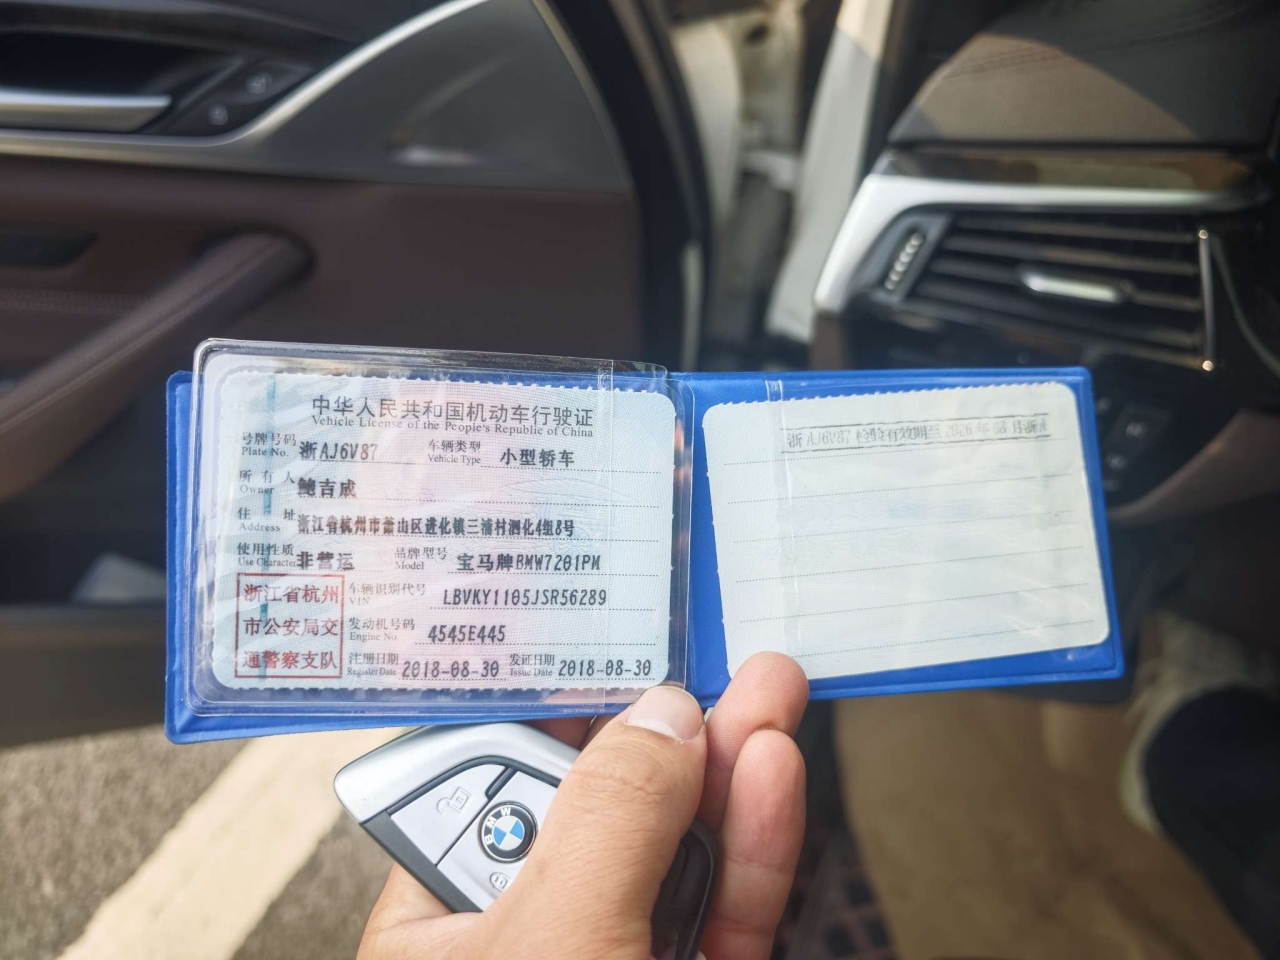 中华人民共和国机动车行驶证
Vehicle License of the People's Republic of China
号牌号码 浙AJ6V87 车辆类型 小型轿车
Plate No. Vehicle Type
所有人 鲍吉成
Owner
住址 浙江省杭州市萧山区进化镇三浦村泗化4组8号
Address
使用性质 非营运 品牌型号 宝马牌BMW7201PM
Use Character Model
浙江省杭州
市公安局交
通警察支队
车辆识别代号 LBVKY1105JSR56289
VIN
发动机号码 4545E445
Engine No.
注册日期 2018-08-30 发证日期 2018-08-30
Register Date Issue Date
浙AJ6V87 检验有效期至2026年08月浙A
BMW